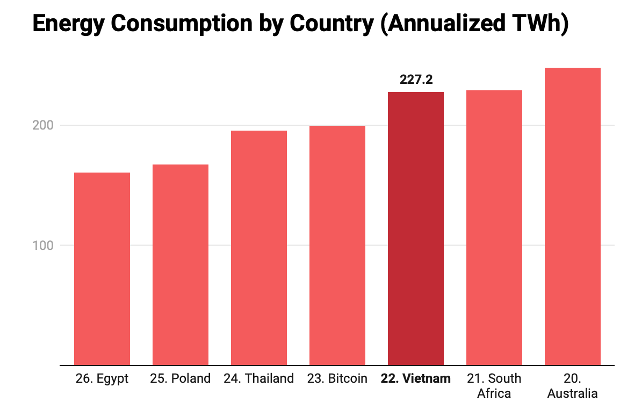 Energy Consumption by Country (Annualized TWh)
227.2
200
100
26. Egypt
25. Poland
24. Thailand
23. Bitcoin
22. Vietnam
21. South
Africa
20.
Australia